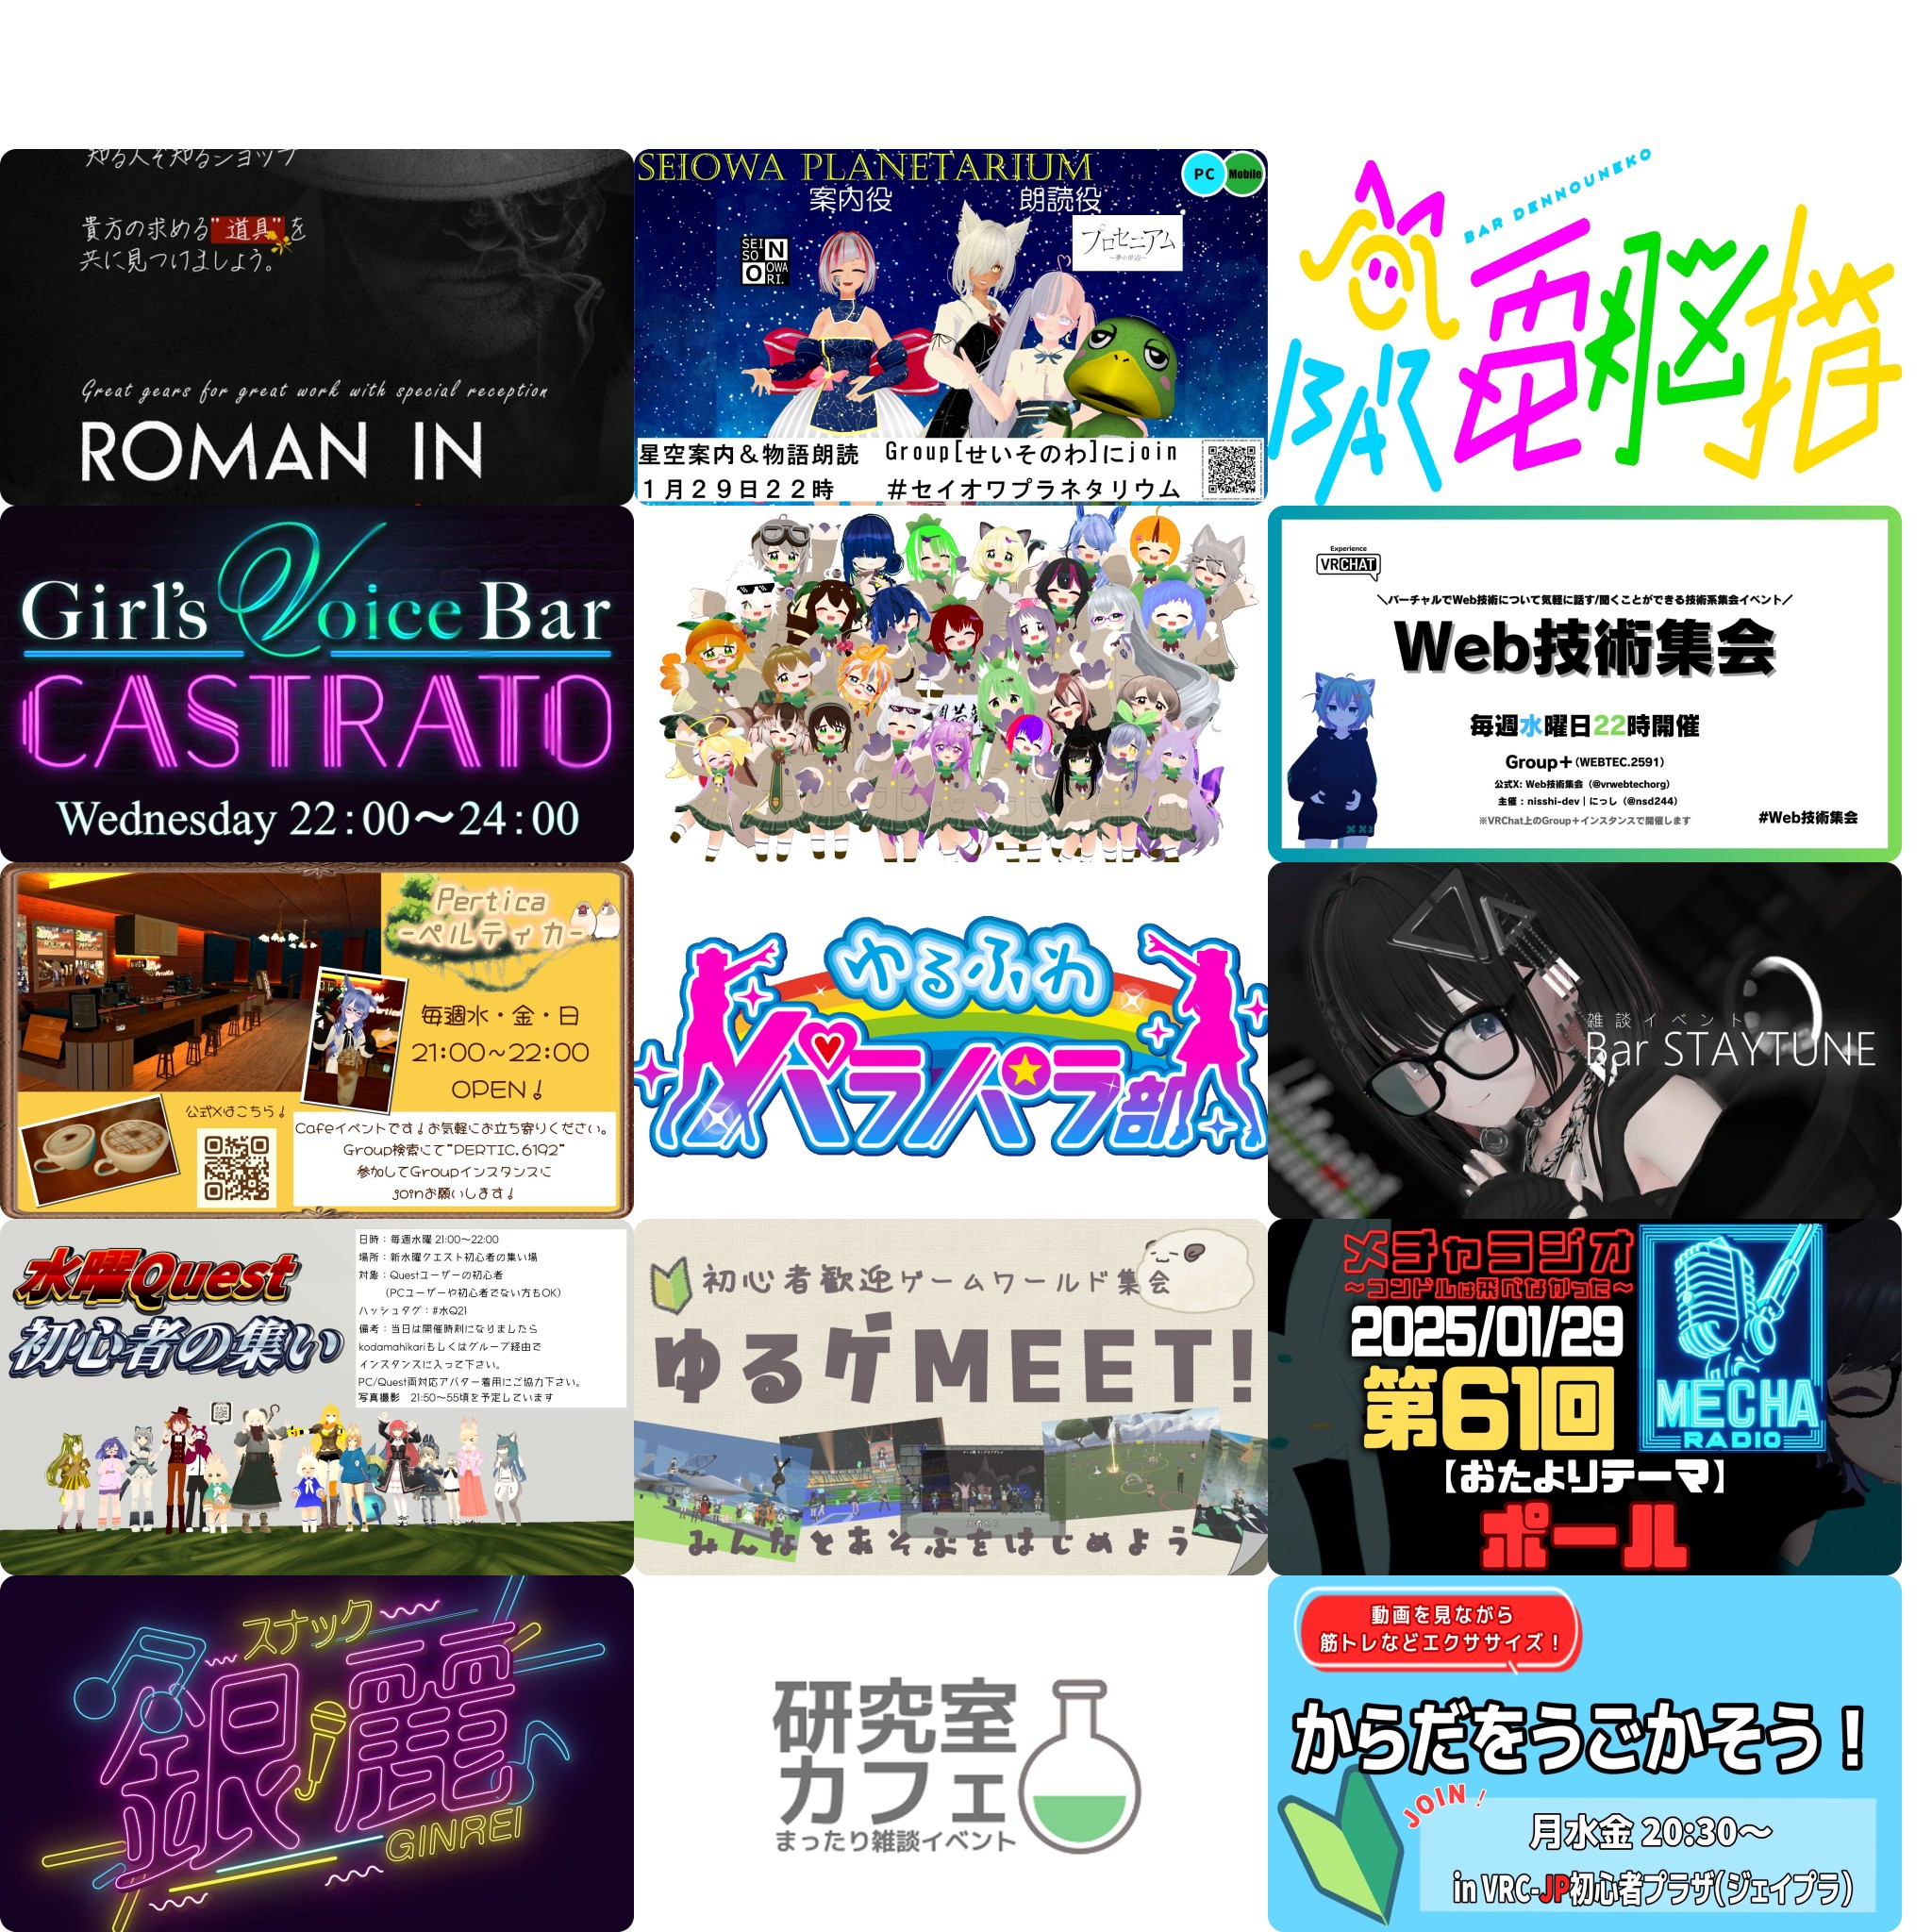 知る人ぞ知るショップ
貴方の求める"道具"を
共に見つけましょう。
Great gears for great work with special reception
ROMAN IN
SEIOWA PLANETARIUM
PC
Mobile
案内役
朗読役
SEI
SO
N
O
OWA
RI.
プロセニアム
～夢の岸辺～
星空案内&物語朗読
Group[せいそのわ]にjoin
1月29日22時
#セイオワプラネタリウム
BAR DENNOUNEKO
BAR 電脳猫
Girl's Voice Bar
CASTRATO
Wednesday 22:00～24:00
Experience
VRCHAT
＼バーチャルでWeb技術について気軽に話す/聞くことができる技術系集会イベント／
Web技術集会
毎週水曜日22時開催
Group＋(WEBTEC.2591)
公式X: Web技術集会（@vrwebtechorg）
主催 : nisshi-dev｜にっし（@nsd244）
※VRChat上のGroup＋インスタンスで開催します
#Web技術集会
Pertica
-ペルティカ-
毎週水・金・日
21:00~22:00
OPEN!
公式Xはこちら!
Cafeイベントです!お気軽にお立ち寄りください。
Group検索にて"PERTIC.6192"
参加してGroupインスタンスに
joinお願いします!
ゆるふわ
パラパラ部
雑談イベント
Bar STAYTUNE
水曜Quest
初心者の集い
日時：毎週水曜 21:00～22:00
場所：新水曜クエスト初心者の集い場
対象：Questユーザーの初心者
（PCユーザーや初心者でない方もOK）
ハッシュタグ：#水Q21
備考：当日は開催時刻になりましたら
kodamahikariもしくはグループ経由で
インスタンスに入って下さい。
PC/Quest両対応アバター着用にご協力下さい。
写真撮影　21:50～55頃を予定しています
初心者歓迎ゲームワールド集会
ゆるゲMEET!
みんなとあそぶをはじめよう
メチャラジオ
～コンドルは飛べなかった～
2025/01/29
第61回
MECHA
RADIO
【おたよりテーマ】
ポール
スナック
銀麗
GINREI
研究室
カフェ
まったり雑談イベント
動画を見ながら
筋トレなどエクササイズ！
からだをうごかそう！
JOIN!
月水金 20:30～
in VRC-JP初心者プラザ(ジェイプラ)